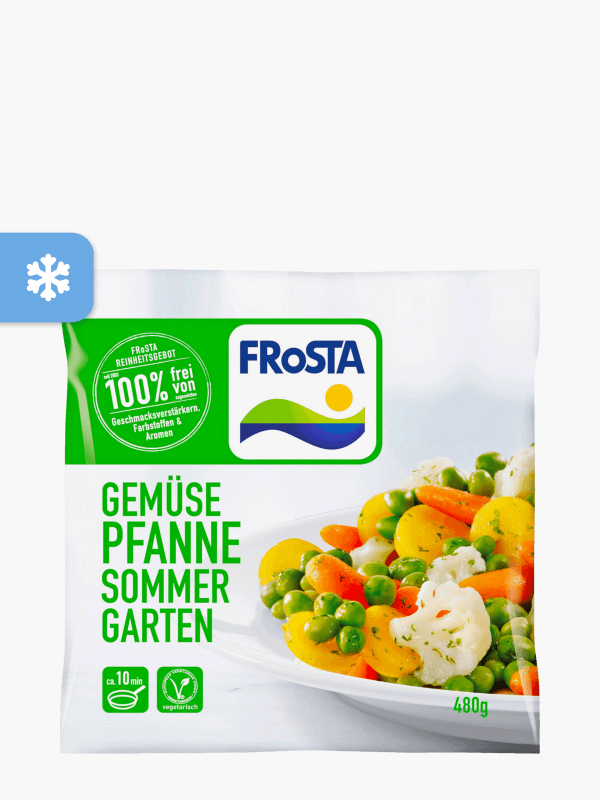 FRoSTA
REINHEITSGEBOT
seit 2003
100% frei
von
zugesetzten
Geschmacksverstärkern,
Farbstoffen &
Aromen
FRoSTA
GEMÜSE
PFANNE
SOMMER
GARTEN
ca. 10 min
vegetarisch
480g